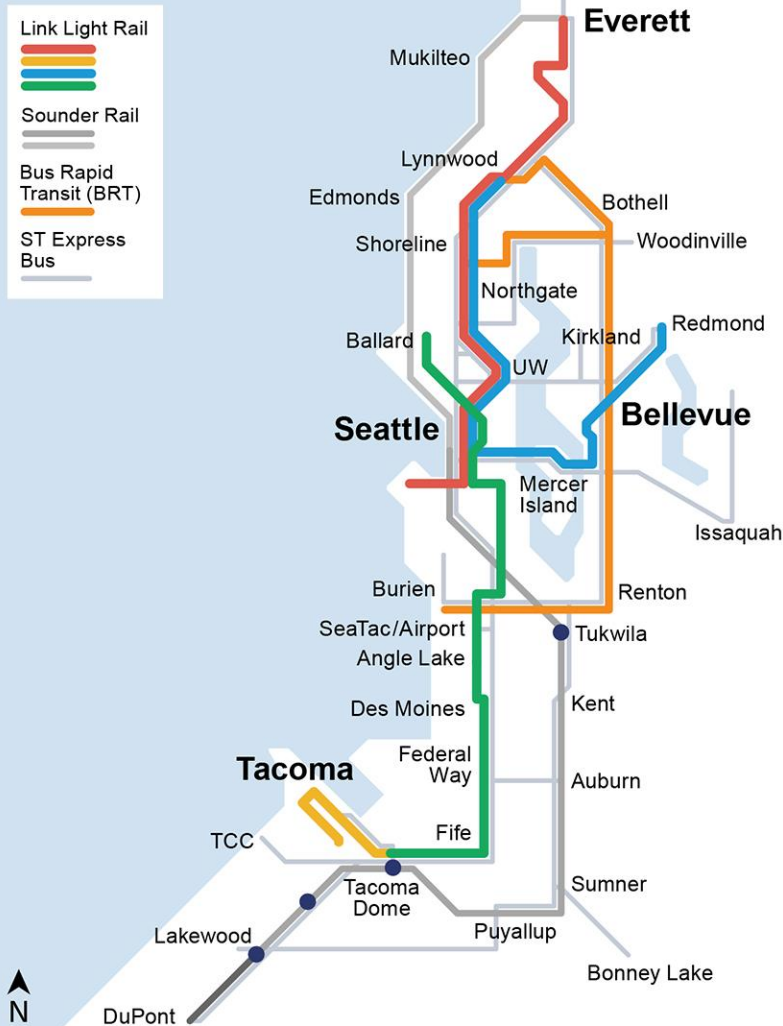 Link Light Rail
Sounder Rail
Bus Rapid
Transit (BRT)
ST Express
Bus
Everett
Mukilteo
Lynnwood
Edmonds
Bothell
Shoreline
Woodinville
Northgate
Ballard
Kirkland
Redmond
UW
Seattle
Bellevue
Mercer
Island
Issaquah
Burien
Renton
SeaTac/Airport
Tukwila
Angle Lake
Des Moines
Kent
Federal
Way
Tacoma
Auburn
Fife
TCC
Tacoma
Dome
Sumner
Puyallup
Lakewood
Bonney Lake
N
DuPont